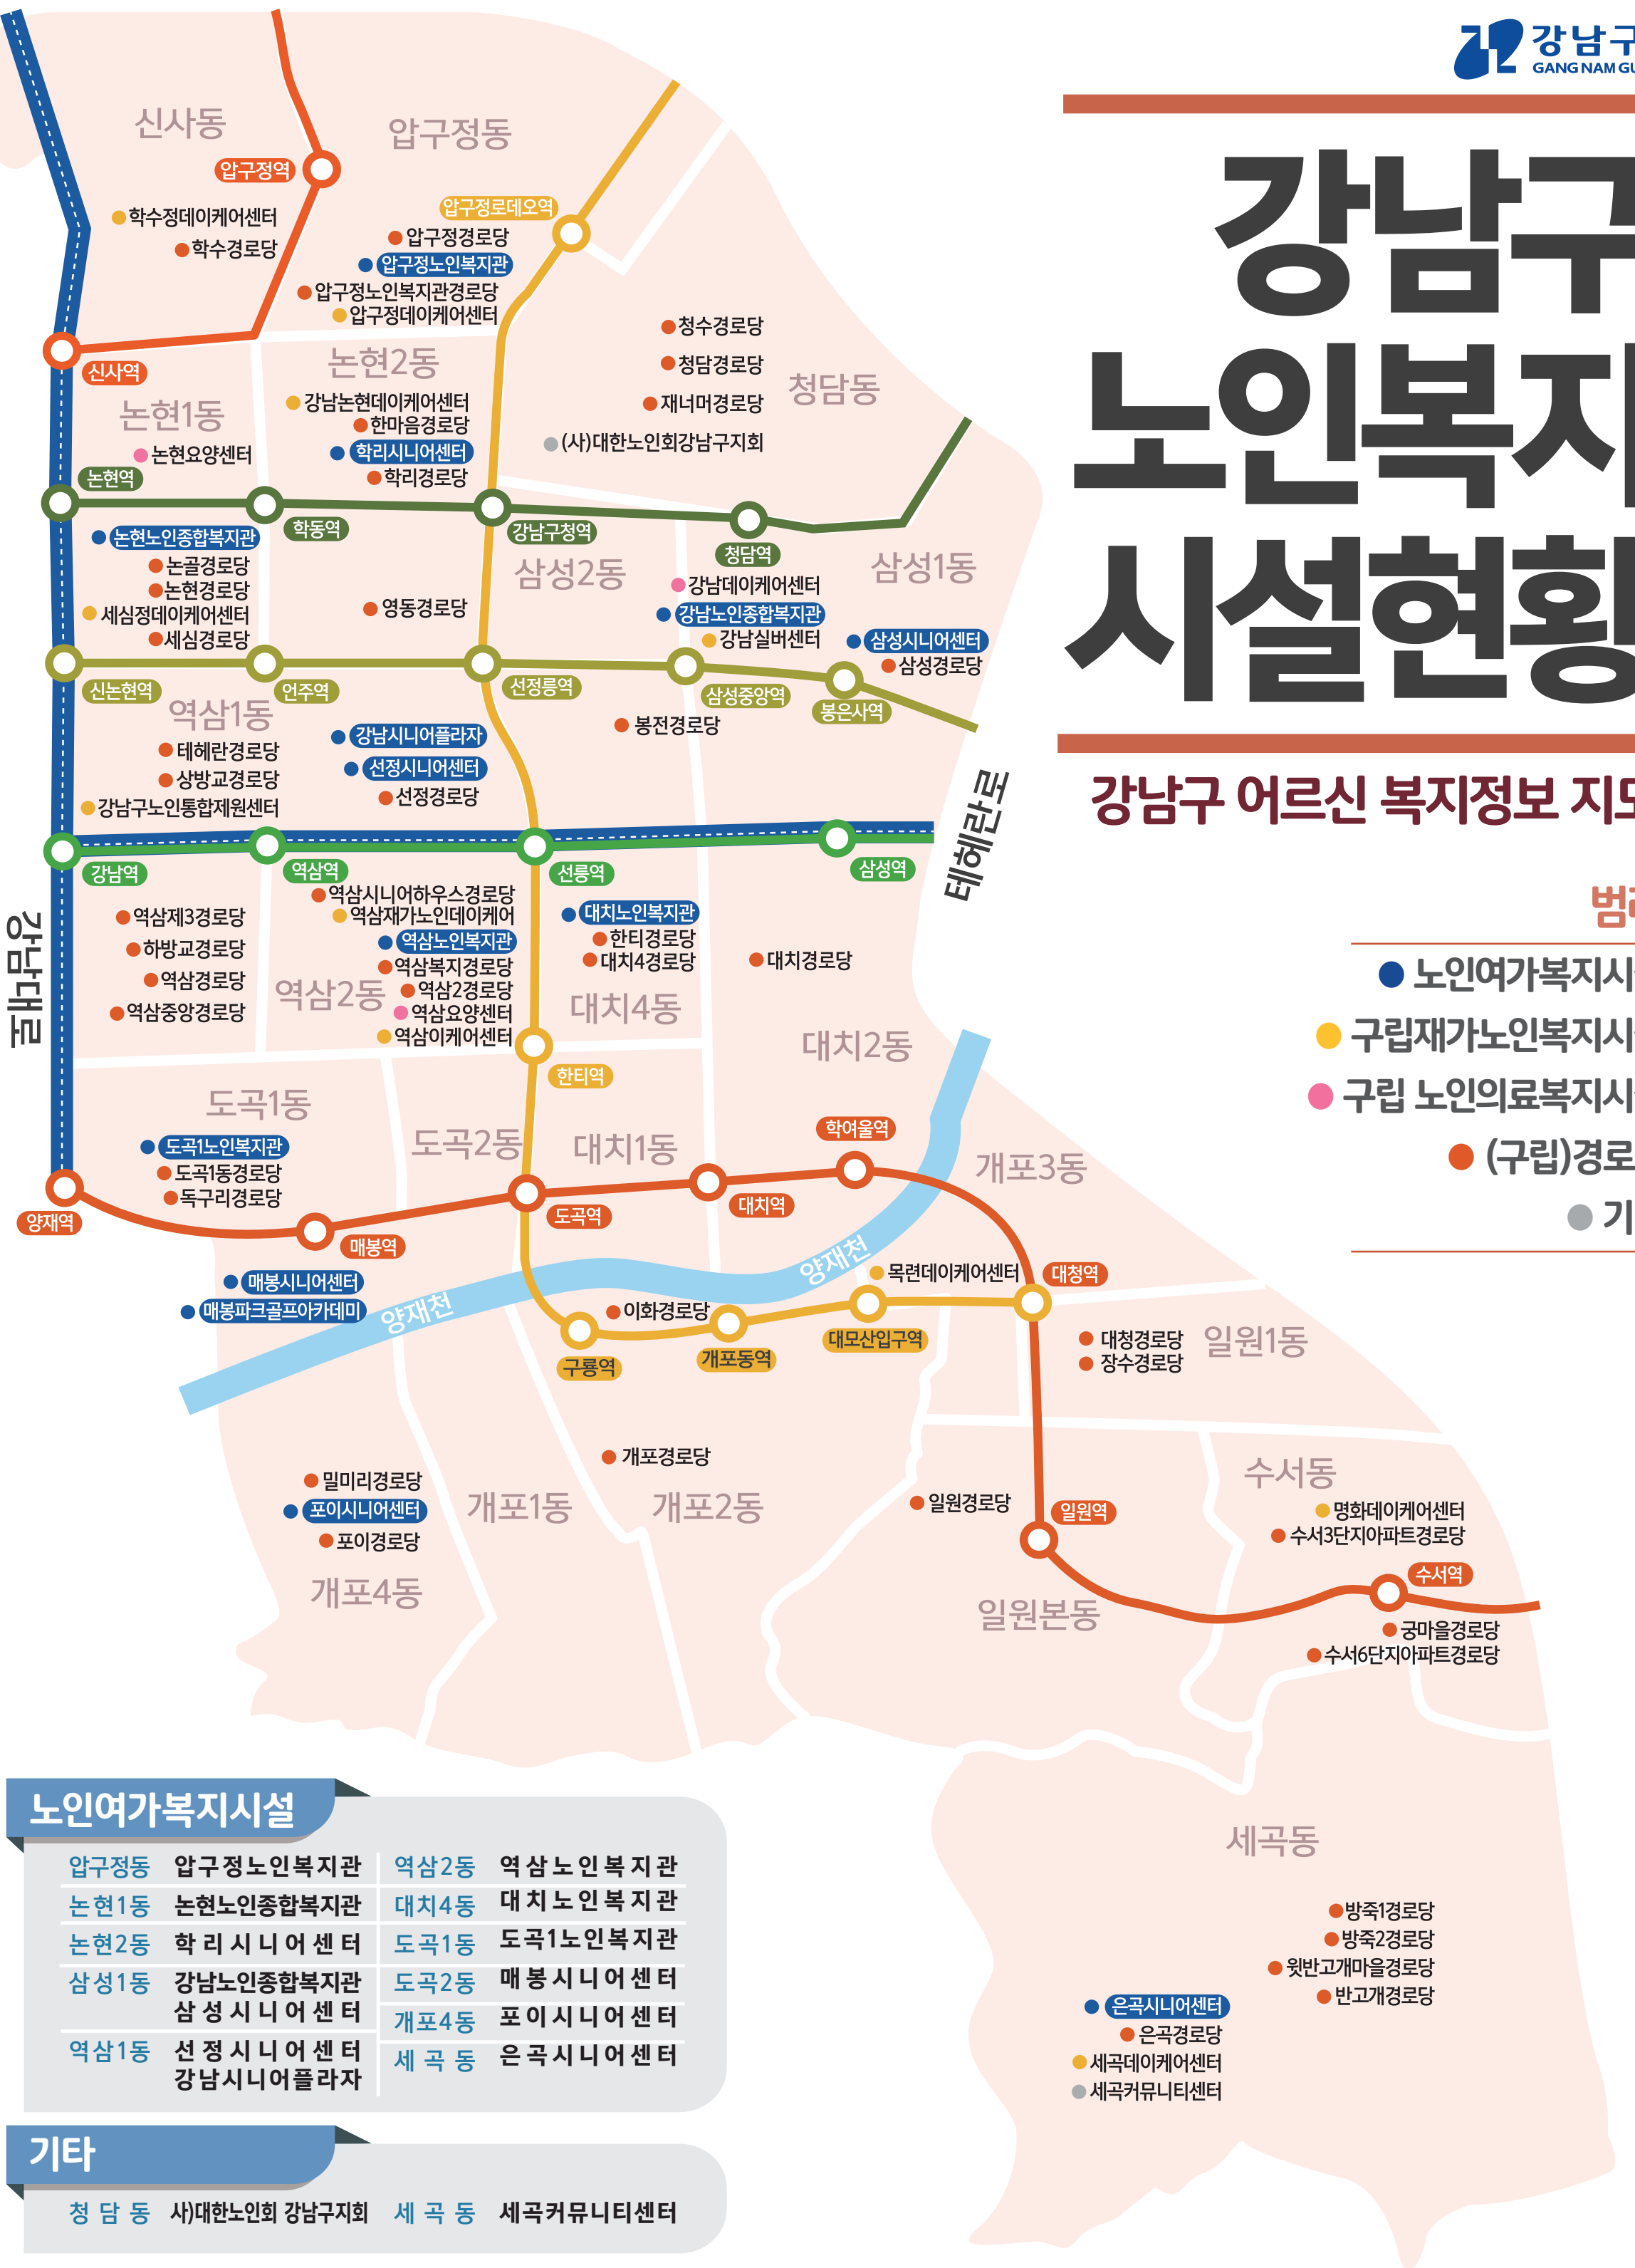 강남구
GANG NAM GU
강남구
노인복지
시설현황
강남구 어르신 복지정보 지도
노인여가복지시
구립재가노인복지시
구립 노인의료복지시
(구립)경로
기
신사동
압구정역
학수정데이케어센터
학수경로당
압구정동
압구정로데오역
압구정경로당
압구정노인복지관
압구정노인복지관경로당
압구정데이케어센터
신사역
논현1동
논현요양센터
논현역
논현2동
강남논현데이케어센터
한마음경로당
학리시니어센터
학리경로당
청수경로당
청담경로당
재너머경로당
(사)대한노인회강남구지회
청담동
학동역
강남구청역
청담역
논현노인종합복지관
논골경로당
논현경로당
세심정데이케어센터
세심경로당
영동경로당
삼성2동
강남데이케어센터
강남노인종합복지관
강남실버센터
삼성1동
삼성시니어센터
삼성경로당
신논현역
언주역
선정릉역
삼성중앙역
봉은사역
역삼1동
테헤란경로당
상방교경로당
강남구노인통합제원센터
강남시니어플라자
선정시니어센터
선정경로당
봉전경로당
테헤란로
강남역
역삼역
선릉역
삼성역
강남대로
역삼제3경로당
하방교경로당
역삼경로당
역삼중앙경로당
역삼시니어하우스경로당
역삼재가노인데이케어
역삼노인복지관
역삼복지경로당
역삼2경로당
역삼요양센터
역삼이케어센터
역삼2동
대치노인복지관
한티경로당
대치4경로당
대치4동
대치경로당
대치2동
한티역
도곡1동
도곡1노인복지관
도곡1동경로당
독구리경로당
도곡2동
대치1동
학여울역
개포3동
양재역
매봉역
도곡역
대치역
매봉시니어센터
매봉파크골프아카데미
양재천
양재천
이화경로당
목련데이케어센터
대청역
구룡역
개포동역
대모산입구역
대청경로당
장수경로당
일원1동
밀미리경로당
포이시니어센터
포이경로당
개포4동
개포1동
개포경로당
개포2동
일원경로당
일원역
일원본동
수서동
명화데이케어센터
수서3단지아파트경로당
수서역
궁마을경로당
수서6단지아파트경로당
세곡동
방죽1경로당
방죽2경로당
윗반고개마을경로당
반고개경로당
은곡시니어센터
은곡경로당
세곡데이케어센터
세곡커뮤니티센터
노인여가복지시설
압구정동 압구정노인복지관
논현1동 논현노인종합복지관
논현2동 학리시니어센터
삼성1동 강남노인종합복지관
삼성시니어센터
역삼1동 선정시니어센터
강남시니어플라자
역삼2동 역삼노인복지관
대치4동 대치노인복지관
도곡1동 도곡1노인복지관
도곡2동 매봉시니어센터
개포4동 포이시니어센터
세곡동 은곡시니어센터
기타
청담동 사)대한노인회 강남구지회
세곡동 세곡커뮤니티센터